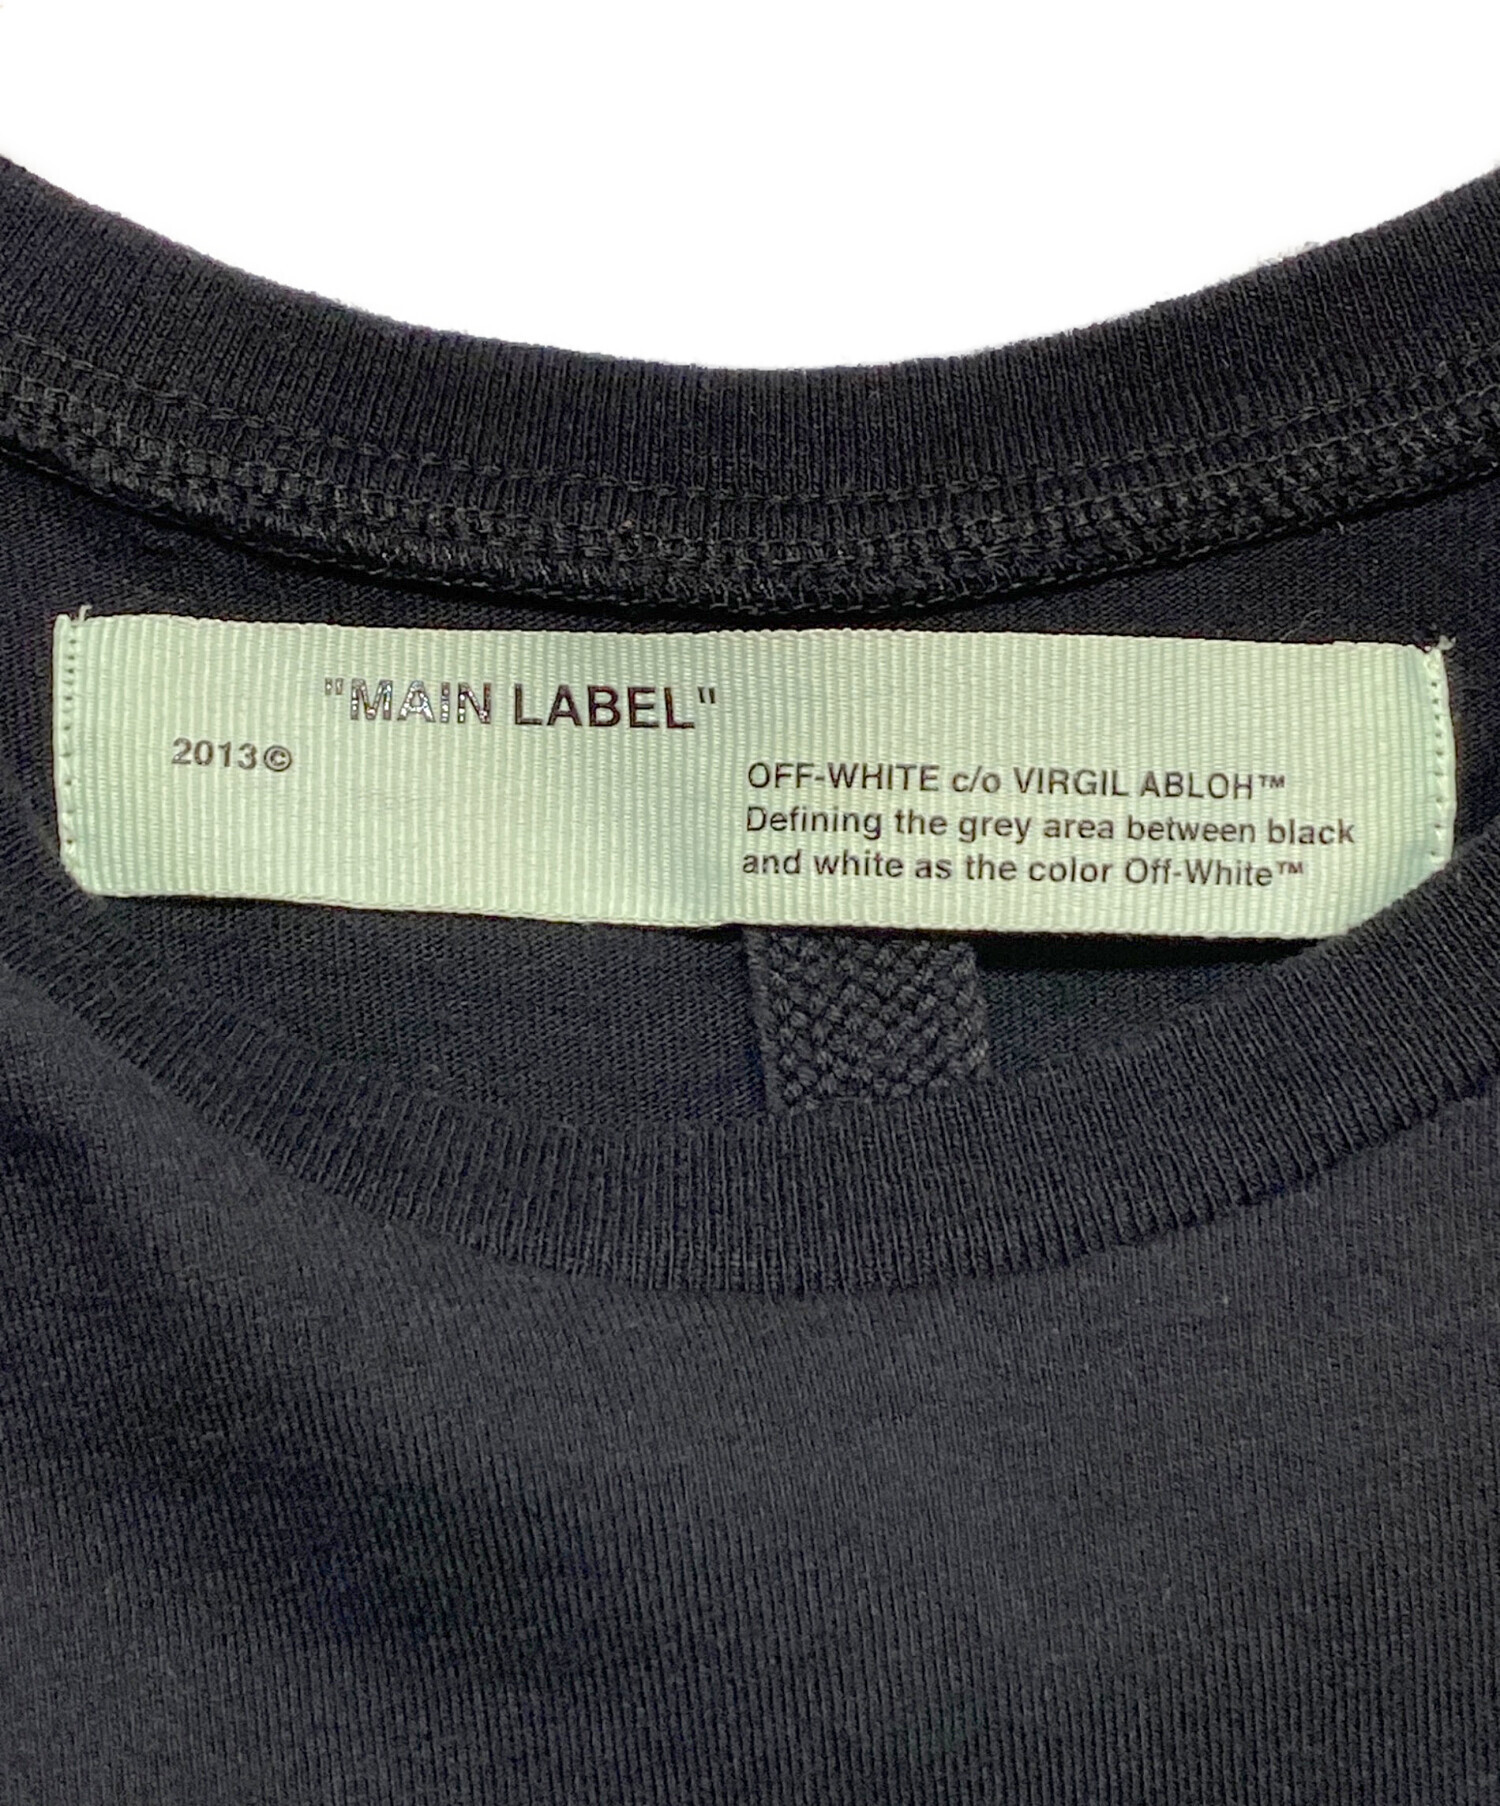 "MAIN LABEL"
2013©
OFF-WHITE c/o VIRGIL ABLOH™
Defining the grey area between black
and white as the color Off-White™